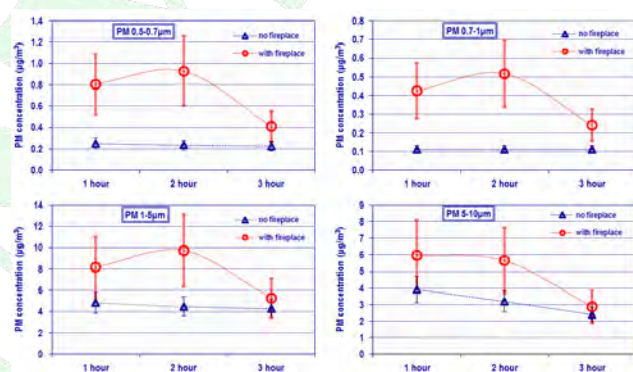 PM 0.5-0.7µm
no fireplace
with fireplace
PM concentration (µg/m³)
1.4
1.2
1.0
0.8
0.6
0.4
0.2
0.0
1 hour 2 hour 3 hour
PM 0.7-1µm
no fireplace
with fireplace
PM concentration (µg/m³)
0.8
0.7
0.6
0.5
0.4
0.3
0.2
0.1
0.0
1 hour 2 hour 3 hour
PM 1-5µm
no fireplace
with fireplace
PM concentration (µg/m³)
14
12
10
8
6
4
2
0
1 hour 2 hour 3 hour
PM 5-10µm
no fireplace
with fireplace
PM concentration (µg/m³)
9
8
7
6
5
4
3
2
1
0
1 hour 2 hour 3 hour